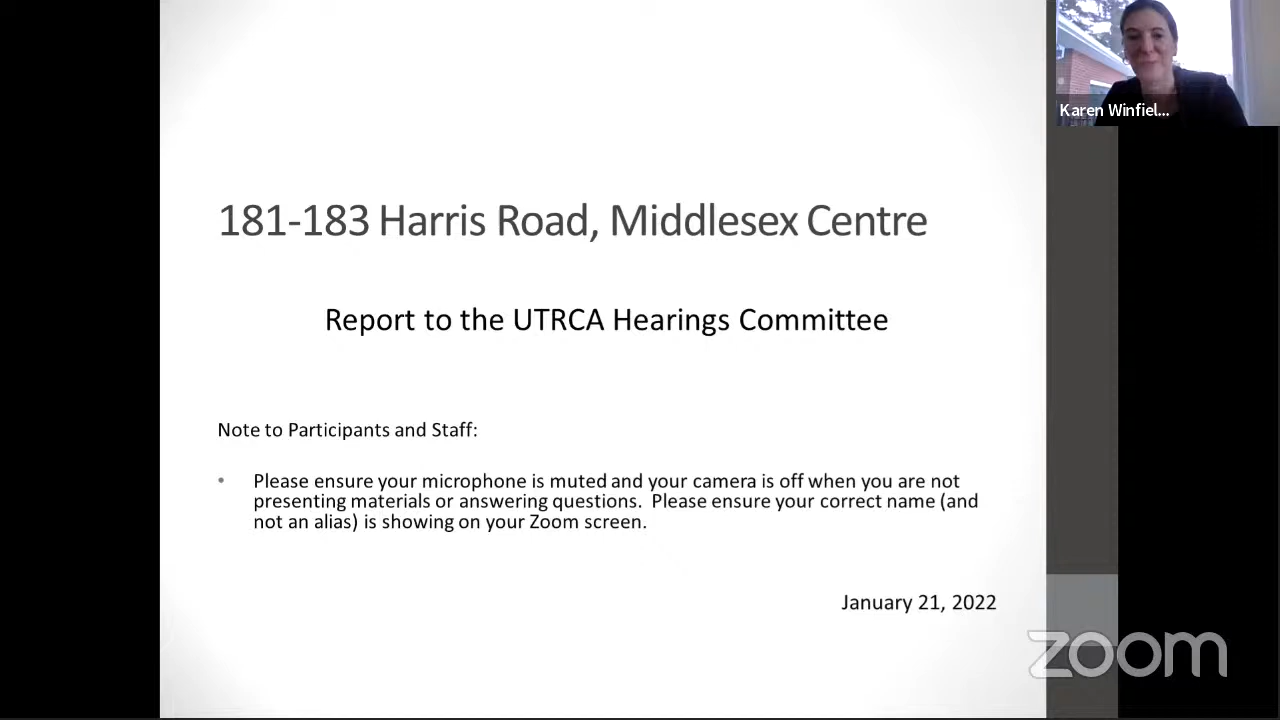 Karen Winfiel...
181-183 Harris Road, Middlesex Centre
Report to the UTRCA Hearings Committee
Note to Participants and Staff:
• Please ensure your microphone is muted and your camera is off when you are not
presenting materials or answering questions. Please ensure your correct name (and
not an alias) is showing on your Zoom screen.
January 21, 2022
zoom